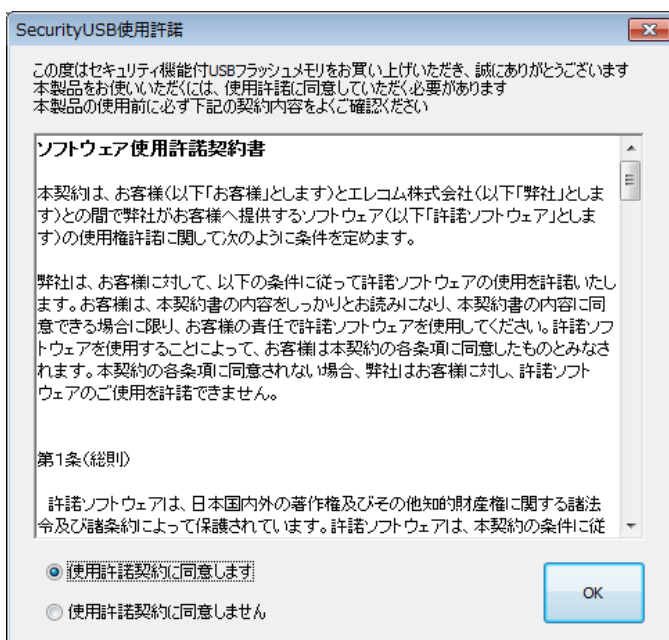 SecurityUSB使用許諾
この度はセキュリティ機能付USBフラッシュメモリをお買い上げいただき、誠にありがとうございます
本製品をお使いいただくには、使用許諾に同意していただく必要があります
本製品の使用前に必ず下記の契約内容をよくご確認ください
ソフトウェア使用許諾契約書
本契約は、お客様（以下「お客様」とします）とエレコム株式会社（以下「弊社」としま
す）との間で弊社がお客様へ提供するソフトウェア（以下「許諾ソフトウェア」としま
す）の使用権許諾に関して次のように条件を定めます。
弊社は、お客様に対して、以下の条件に従って許諾ソフトウェアの使用を許諾いたし
ます。お客様は、本契約書の内容をしっかりとお読みになり、本契約書の内容に同
意できる場合に限り、お客様の責任で許諾ソフトウェアを使用してください。許諾ソフ
トウェアを使用することによって、お客様は本契約の各条項に同意したものとみなさ
れます。本契約の各条項に同意されない場合、弊社はお客様に対し、許諾ソフト
ウェアのご使用を許諾できません。
第1条（総則）
許諾ソフトウェアは、日本国内外の著作権及びその他知的財産権に関する諸法
令及び諸条約によって保護されています。許諾ソフトウェアは、本契約の条件に従
使用許諾契約に同意します
OK
使用許諾契約に同意しません